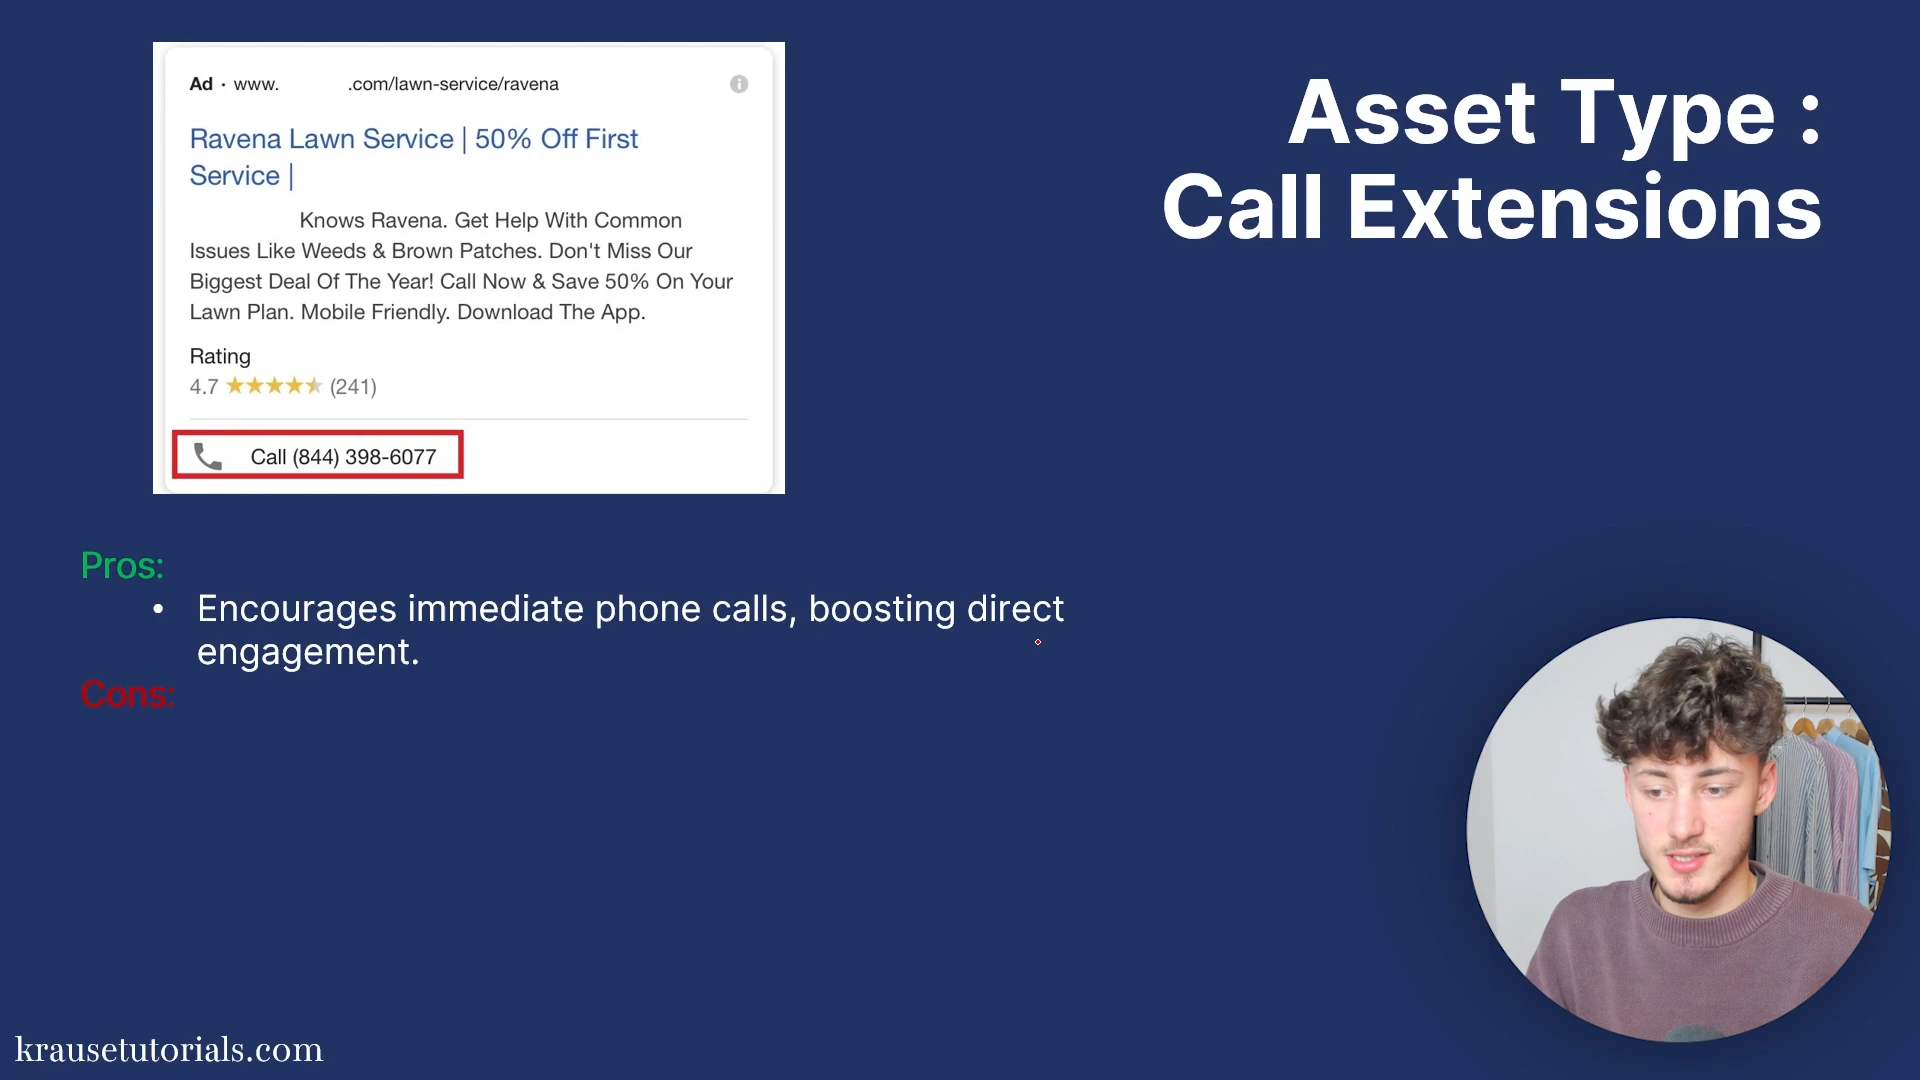 Ad · www. .com/lawn-service/ravena
Ravena Lawn Service | 50% Off First
Service |
Knows Ravena. Get Help With Common
Issues Like Weeds & Brown Patches. Don't Miss Our
Biggest Deal Of The Year! Call Now & Save 50% On Your
Lawn Plan. Mobile Friendly. Download The App.
Rating
4.7 ★★★★★ (241)
Call (844) 398-6077
Asset Type :
Call Extensions
Pros:
• Encourages immediate phone calls, boosting direct
engagement.
Cons:
krausetutorials.com